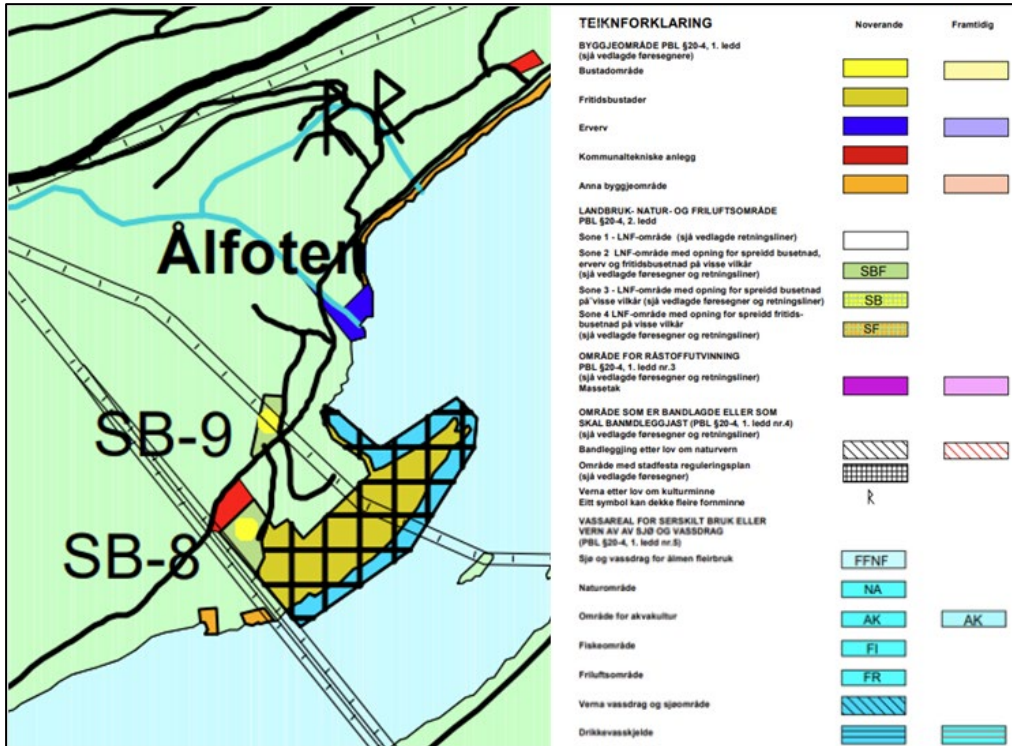 R R
Ålfoten
SB-9
SB-8
TEIKNFORKLARING
Noverande
Framtidig
BYGGJEOMRÅDE PBL §20-4, 1. ledd
(sjå vedlagde føresegnere)
Bustadområde
Fritidsbustader
Erverv
Kommunaltekniske anlegg
Anna byggjeområde
LANDBRUK- NATUR- OG FRILUFTSOMRÅDE
PBL §20-4, 2. ledd
Sone 1 - LNF-område (sjå vedlagde retningsliner)
Sone 2 LNF-område med opning for spreidd busetnad,
erverv og fritidsbusetnad på visse vilkår
(sjå vedlagde føresegner og retningsliner)
SBF
Sone 3 - LNF-område med opning for spreidd busetnad
på¨visse vilkår (sjå vedlagde føresegner og retningsliner)
SB
Sone 4 LNF-område med opning for spreidd fritids-
busetnad på visse vilkår
(sjå vedlagde føresegner og retningsliner)
SF
OMRÅDE FOR RÅSTOFFUTVINNING
PBL §20-4, 1. ledd nr.3
(sjå vedlagde føresegner og retningsliner)
Massetak
OMRÅDE SOM ER BANDLAGDE ELLER SOM
SKAL BANMDLEGGJAST (PBL §20-4, 1. ledd nr.4)
(sjå vedlagde føresegner og retningsliner)
Bandleggjing etter lov om naturvern
Område med stadfesta reguleringsplan
(sjå vedlagde føresegner)
Verna etter lov om kulturminne
Eitt symbol kan dekke fleire fornminne
R
VASSAREAL FOR SERSKILT BRUK ELLER
VERN AV AV SJØ OG VASSDRAG
(PBL §20-4, 1. ledd nr.5)
Sjø og vassdrag for ålmen fleirbruk
FFNF
Naturområde
NA
Område for akvakultur
AK
AK
Fiskeområde
FI
Friluftsområde
FR
Verna vassdrag og sjøområde
Drikkevasskjelde